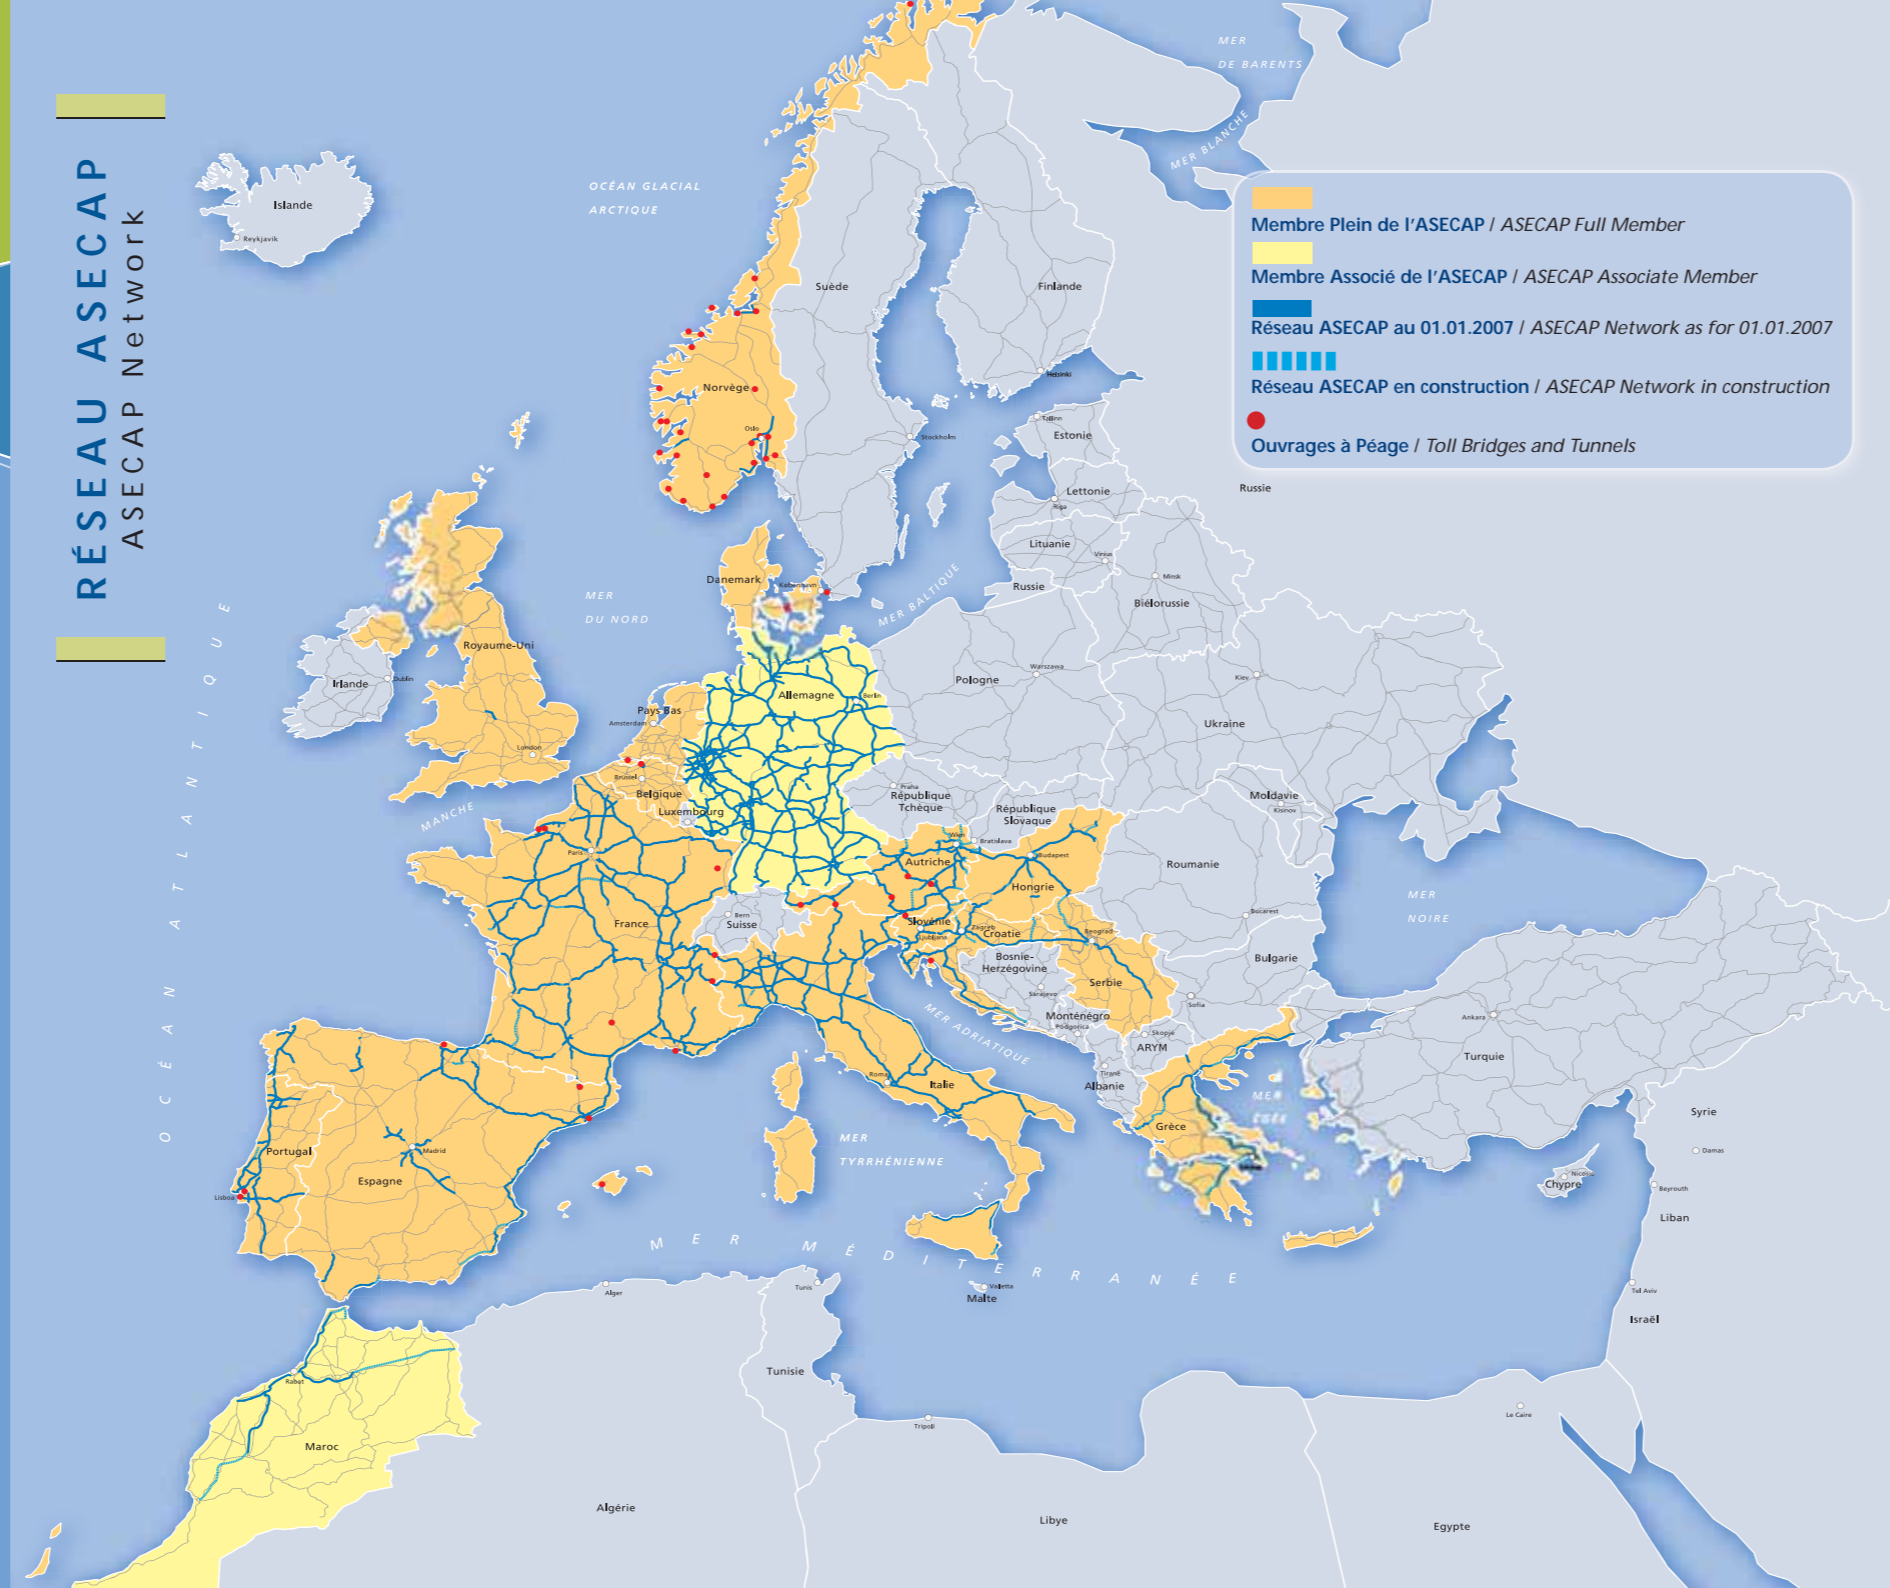 RÉSEAU ASECAP
ASECAP Network
Membre Plein de l'ASECAP / ASECAP Full Member
Membre Associé de l'ASECAP / ASECAP Associate Member
Réseau ASECAP au 01.01.2007 / ASECAP Network as for 01.01.2007
Réseau ASECAP en construction / ASECAP Network in construction
Ouvrages à Péage / Toll Bridges and Tunnels
MER
DE BARENTS
MER BLANCHE
OCÉAN GLACIAL
ARCTIQUE
Islande
Reykjavik
Suède
Finlande
Helsinki
Norvège
Oslo
Stockholm
Tallinn
Estonie
Lettonie
Riga
Russie
Lituanie
Vinius
Russie
Minsk
Biélorussie
MER BALTIQUE
Danemark
København
MER
DU NORD
Royaume-Uni
Irlande
Dublin
London
Pays Bas
Amsterdam
Allemagne
Berlin
Pologne
Warszawa
Kiev
Ukraine
Brussel
Belgique
Luxembourg
MANCHE
Praha
République
Tchèque
République
Slovaque
Moldavie
Kisinov
Paris
Wien
Bratislava
Autriche
Budapest
Hongrie
Roumanie
Bucarest
France
Bern
Suisse
Slovénie
Ljubljana
Zagreb
Croatie
Beograd
Bosnie-
Herzégovine
Sarajevo
Serbie
Bulgarie
Sofia
MER
NOIRE
Monténégro
Podgorica
Skopje
ARYM
Tirane
Albanie
MER ADRIATIQUE
Ankara
Turquie
Roma
Italie
MER
ÉGÉE
Grèce
Portugal
Lisboa
Madrid
Espagne
MER
TYRRHÉNIENNE
OCÉAN ATLANTIQUE
MER MÉDITERRANÉE
Syrie
Damas
Nicosie
Chypre
Beyrouth
Liban
Tel Aviv
Israël
Alger
Tunis
Valletta
Malte
Tunisie
Rabat
Maroc
Tripoli
Le Caire
Algérie
Libye
Egypte